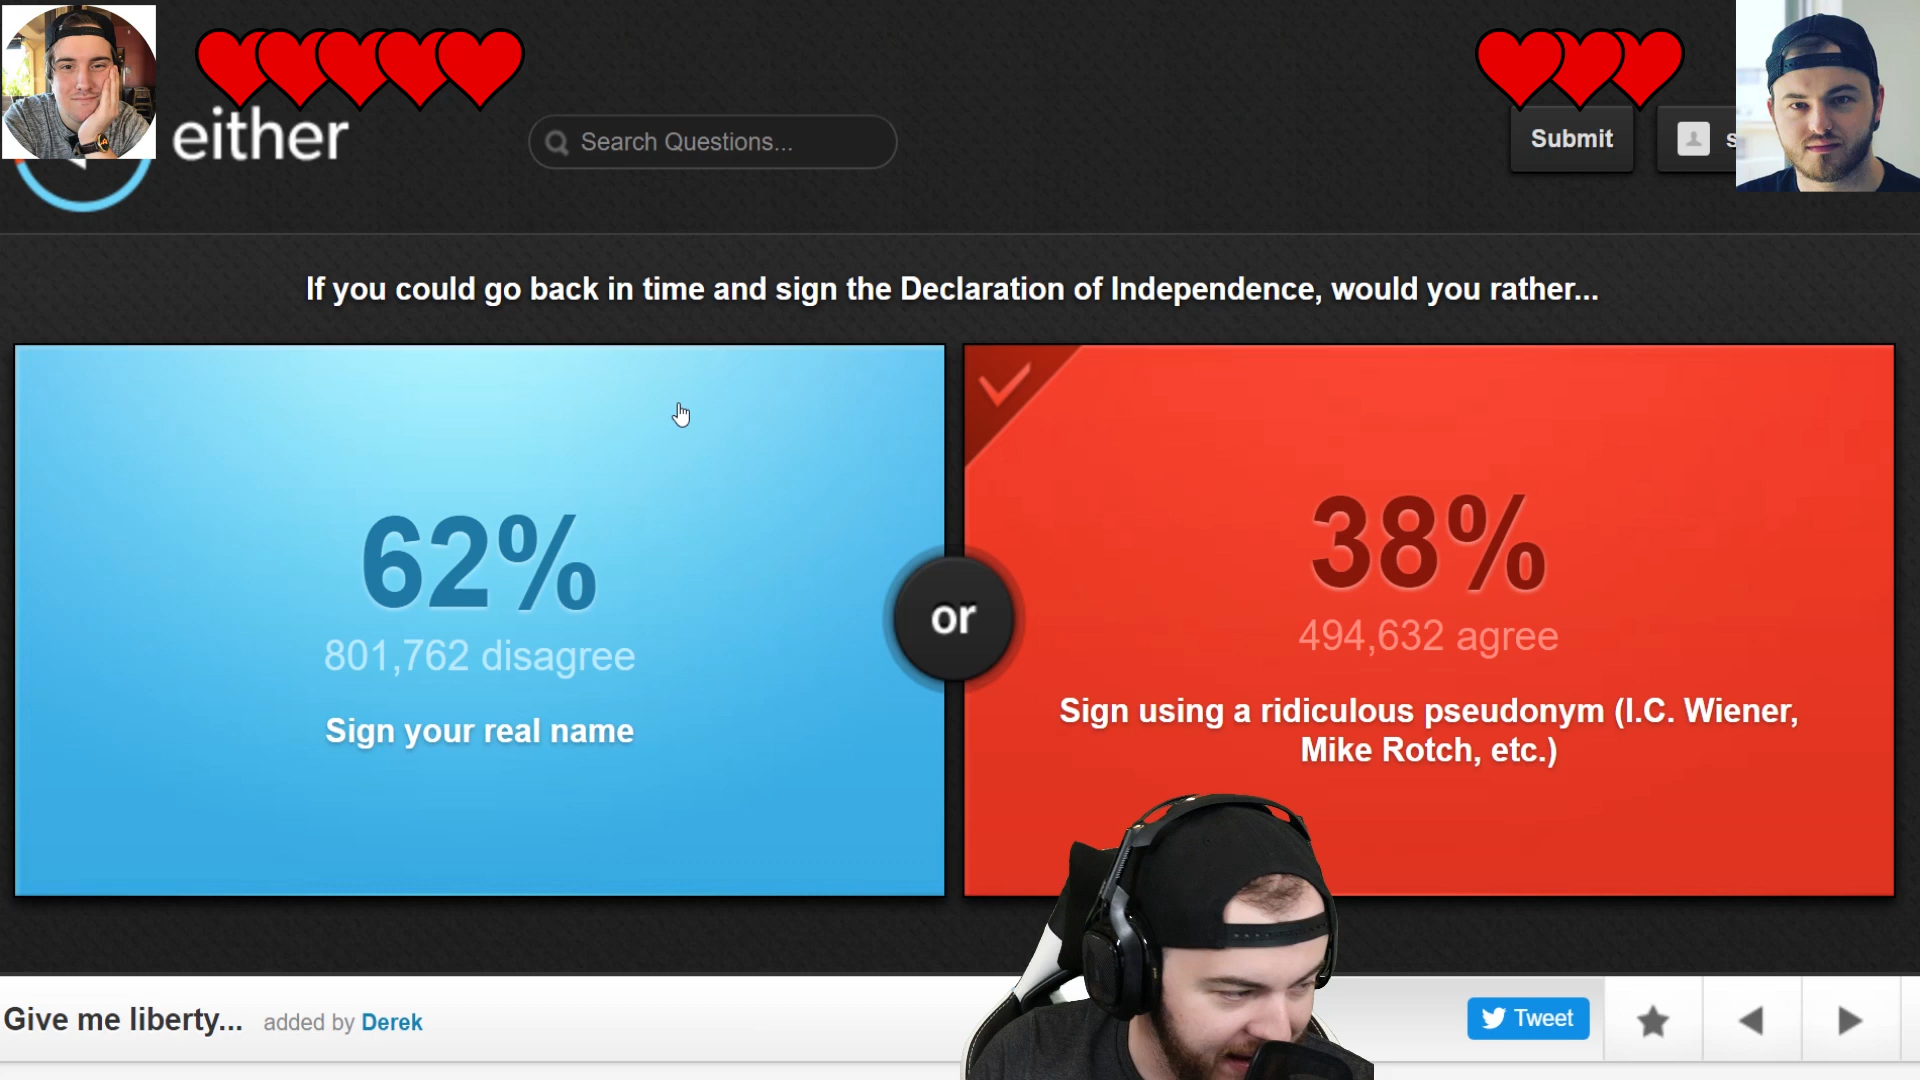 either
Search Questions...
Submit
s
If you could go back in time and sign the Declaration of Independence, would you rather...
62%
801,762 disagree
Sign your real name
or
38%
494,632 agree
Sign using a ridiculous pseudonym (I.C. Wiener,
Mike Rotch, etc.)
Give me liberty... added by Derek
Tweet